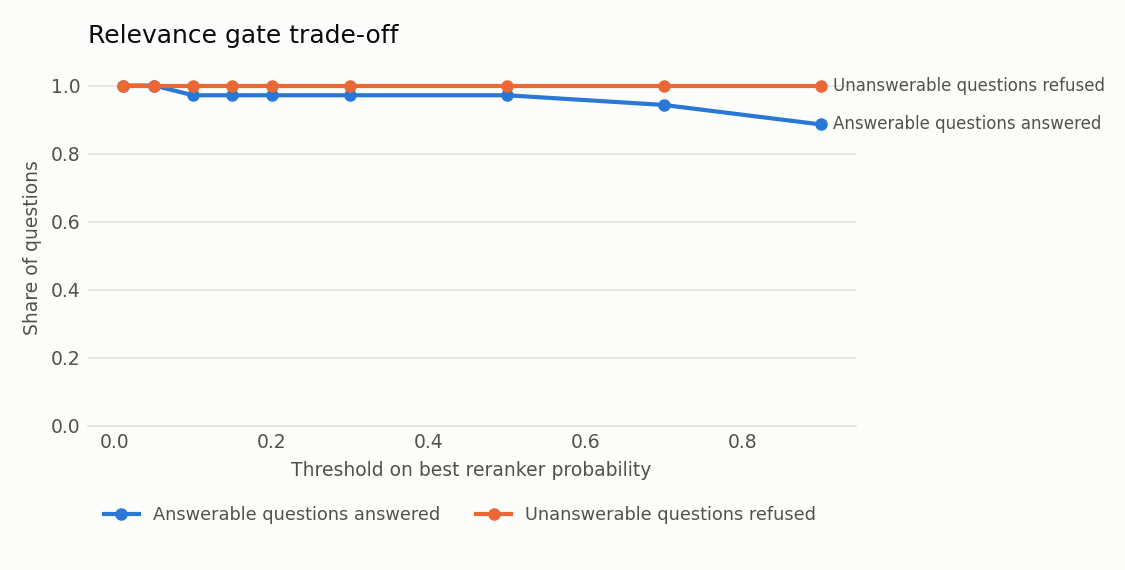 Relevance gate trade-off
1.0
0.8
0.6
0.4
0.2
0.0
Share of questions
Unanswerable questions refused
Answerable questions answered
0.0 0.2 0.4 0.6 0.8
Threshold on best reranker probability
Answerable questions answered Unanswerable questions refused